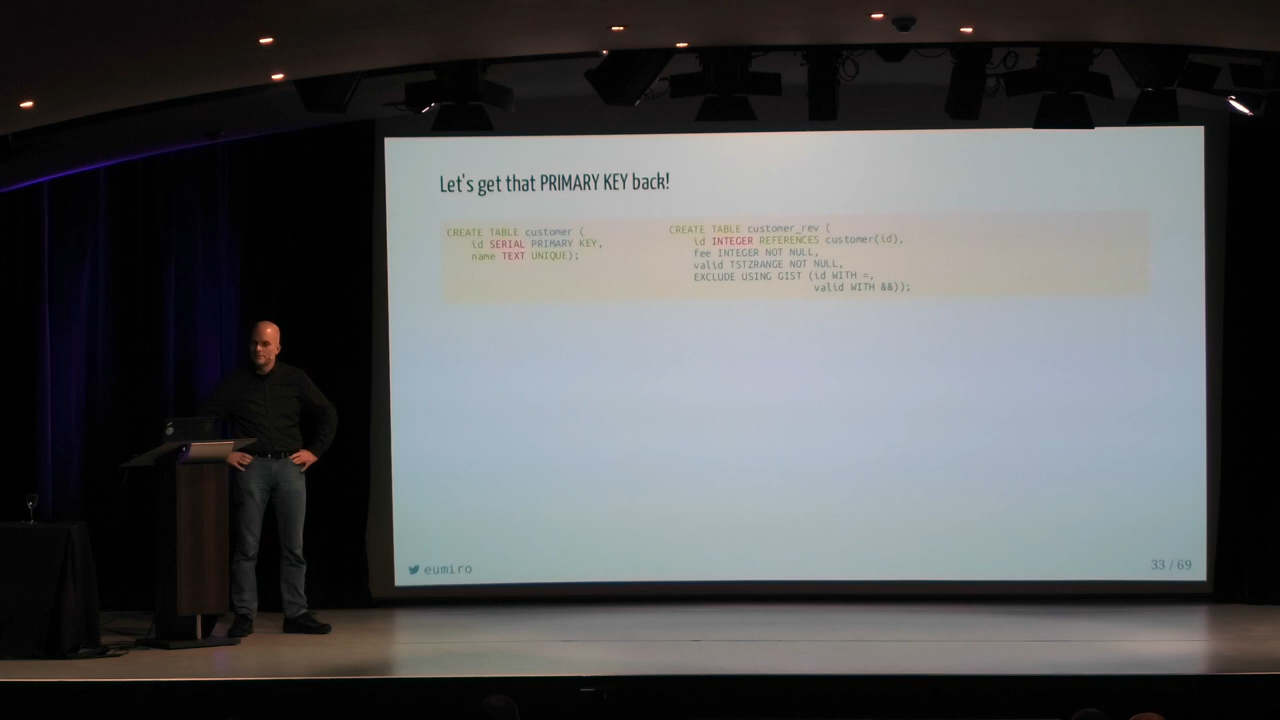 Let's get that PRIMARY KEY back!
CREATE TABLE customer (
id SERIAL PRIMARY KEY,
name TEXT UNIQUE);
CREATE TABLE customer_rev (
id INTEGER REFERENCES customer(id),
fee INTEGER NOT NULL,
valid TSTZRANGE NOT NULL,
EXCLUDE USING GIST (id WITH =,
valid WITH &&));
eumiro
33 / 69